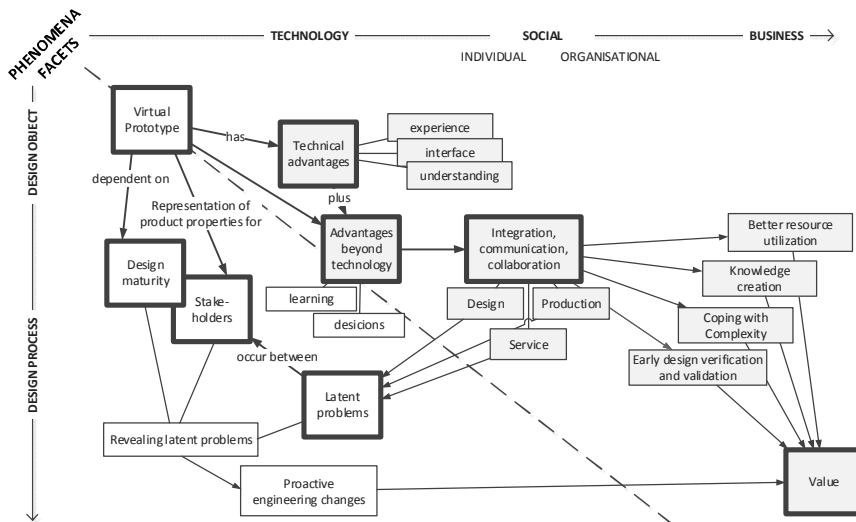 PHENOMENA
FACETS
TECHNOLOGY
SOCIAL
BUSINESS
INDIVIDUAL
ORGANISATIONAL
DESIGN OBJECT
DESIGN PROCESS
Virtual
Prototype
has
Technical
advantages
experience
interface
understanding
dependent on
Representation of
product properties for
plus
Advantages
beyond
technology
Integration,
communication,
collaboration
Better resource
utilization
Design
maturity
Stake-
holders
learning
desicions
Design
Production
Service
Knowledge
creation
Coping with
Complexity
Early design verification
and validation
occur between
Latent
problems
Revealing latent problems
Proactive
engineering changes
Value